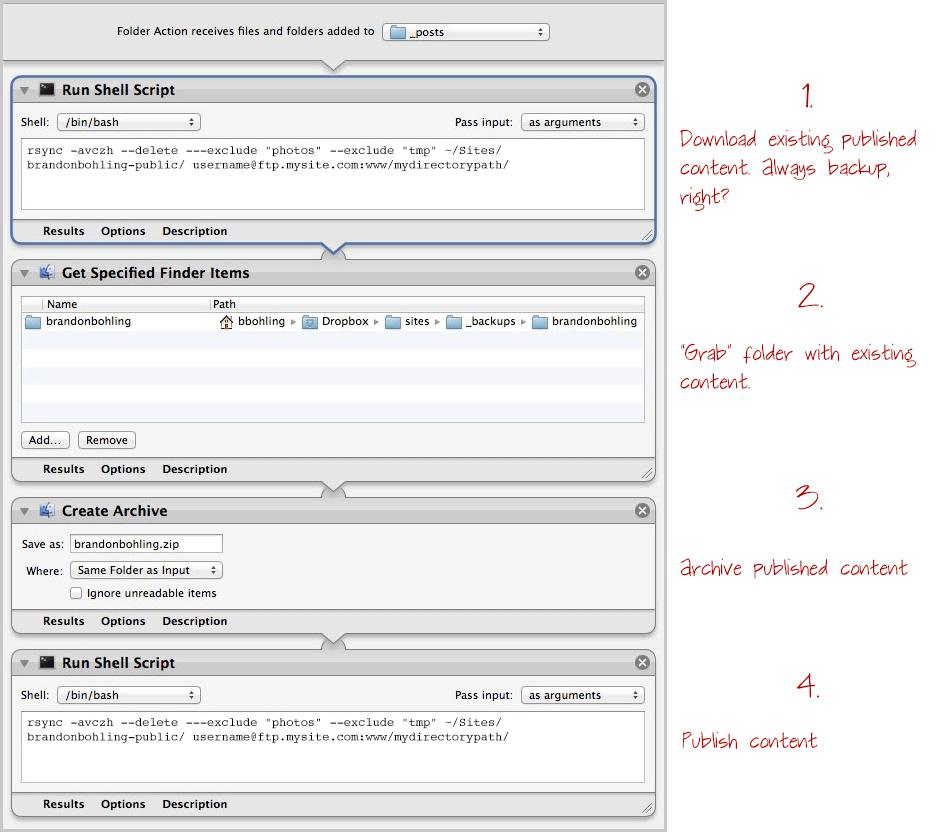 Folder Action receives files and folders added to _posts
Run Shell Script
Shell: /bin/bash Pass input: as arguments
rsync -avczh --delete ---exclude "photos" --exclude "tmp" ~/Sites/
brandonbohling-public/ username@ftp.mysite.com:www/mydirectorypath/
Results Options Description
1.
Download existing published
content. Always backup,
right?
Get Specified Finder Items
Name Path
brandonbohling bbohling Dropbox sites _backups brandonbohling
Add... Remove
Results Options Description
2.
"Grab" folder with existing
content.
Create Archive
Save as: brandonbohling.zip
Where: Same Folder as Input
Ignore unreadable items
Results Options Description
3.
Archive published content
Run Shell Script
Shell: /bin/bash Pass input: as arguments
rsync -avczh --delete ---exclude "photos" --exclude "tmp" ~/Sites/
brandonbohling-public/ username@ftp.mysite.com:www/mydirectorypath/
Results Options Description
4.
Publish content